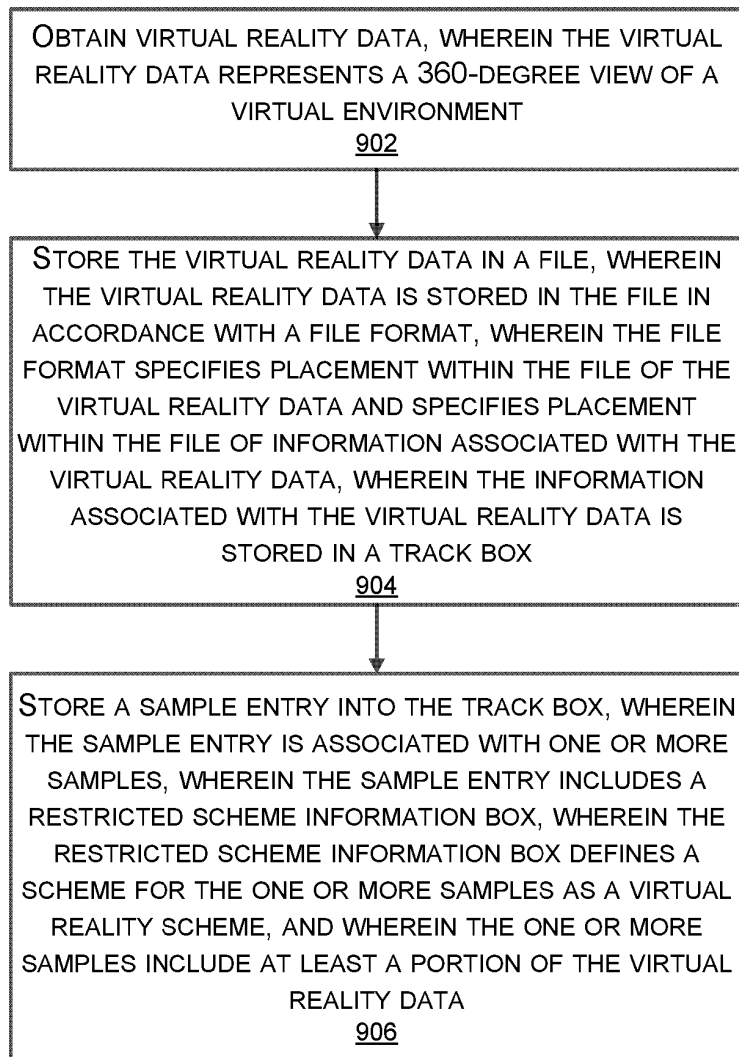 OBTAIN VIRTUAL REALITY DATA, WHEREIN THE VIRTUAL
REALITY DATA REPRESENTS A 360-DEGREE VIEW OF A
VIRTUAL ENVIRONMENT
902
STORE THE VIRTUAL REALITY DATA IN A FILE, WHEREIN
THE VIRTUAL REALITY DATA IS STORED IN THE FILE IN
ACCORDANCE WITH A FILE FORMAT, WHEREIN THE FILE
FORMAT SPECIFIES PLACEMENT WITHIN THE FILE OF THE
VIRTUAL REALITY DATA AND SPECIFIES PLACEMENT
WITHIN THE FILE OF INFORMATION ASSOCIATED WITH THE
VIRTUAL REALITY DATA, WHEREIN THE INFORMATION
ASSOCIATED WITH THE VIRTUAL REALITY DATA IS
STORED IN A TRACK BOX
904
STORE A SAMPLE ENTRY INTO THE TRACK BOX, WHEREIN
THE SAMPLE ENTRY IS ASSOCIATED WITH ONE OR MORE
SAMPLES, WHEREIN THE SAMPLE ENTRY INCLUDES A
RESTRICTED SCHEME INFORMATION BOX, WHEREIN THE
RESTRICTED SCHEME INFORMATION BOX DEFINES A
SCHEME FOR THE ONE OR MORE SAMPLES AS A VIRTUAL
REALITY SCHEME, AND WHEREIN THE ONE OR MORE
SAMPLES INCLUDE AT LEAST A PORTION OF THE VIRTUAL
REALITY DATA
906